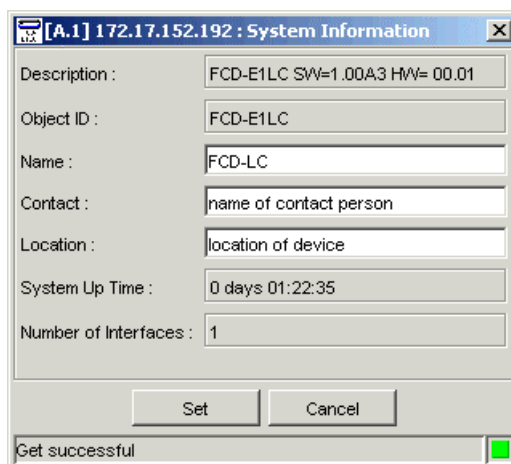 [A.1] 172.17.152.192 : System Information
Description : FCD-E1LC SW=1.00A3 HW= 00.01
Object ID : FCD-E1LC
Name : FCD-LC
Contact : name of contact person
Location : location of device
System Up Time : 0 days 01:22:35
Number of Interfaces : 1
Set Cancel
Get successful